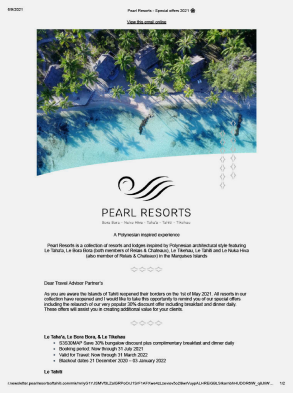 5/9/2021
Pearl Resorts - Special offers 2021
View this email online
PEARL RESORTS
Bora Bora - Nuku Hiva - Taha'a - Tahiti - Tikehau
A Polynesian inspired experience
Pearl Resorts is a collection of resorts and lodges inspired by Polynesian architectural style featuring
Le Taha'a, Le Bora Bora (both members of Relais & Chateaux), Le Tikehau, Le Tahiti and Le Nuku Hiva
(also member of Relais & Chateaux) in the Marquises Islands
Dear Travel Advisor Partner's
As you are aware the Islands of Tahiti reopened their borders on the 1st of May 2021. All resorts in our
collection have reopened and I would like to take this opportunity to remind you of our special offers
including the relaunch of our very popular 30% discount offer including breakfast and dinner daily.
These offers will assist you in creating additional value for your clients.
Le Taha'a, Le Bora Bora, & Le Tikehau
Save 30% bungalow discount plus complimentary breakfast and dinner daily
Booking period: Now through 31 July 2021
Valid for Travel: Now through 31 March 2022
Blackout dates 21 December 2020 – 03 January 2022
Le Tahiti
1/2